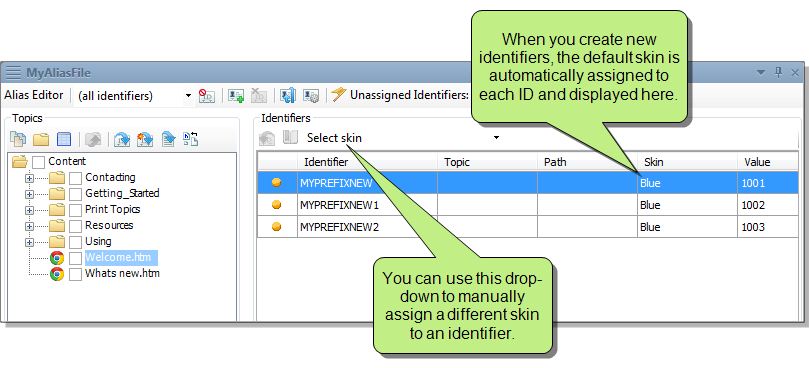 When you create new
identifiers, the default skin is
automatically assigned to
each ID and displayed here.
MyAliasFile
Alias Editor (all identifiers) Unassigned Identifiers:
Topics
Identifiers
Select skin
Identifier Topic Path Skin Value
MYPREFIXNEW Blue 1001
MYPREFIXNEW1 Blue 1002
MYPREFIXNEW2 Blue 1003
Content
Contacting
Getting_Started
Print Topics
Resources
Using
Welcome.htm
Whats new.htm
You can use this drop-
down to manually
assign a different skin
to an identifier.